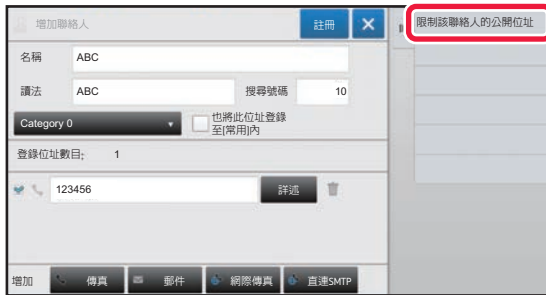 增加聯絡人
註冊
限制該聯絡人的公開位址
名稱 ABC
讀法 ABC 搜尋號碼 10
Category 0
也將此位址登錄
至[常用]內
登錄位址數目: 1
123456 詳述
增加 傳真 郵件 網際傳真 直連SMTP